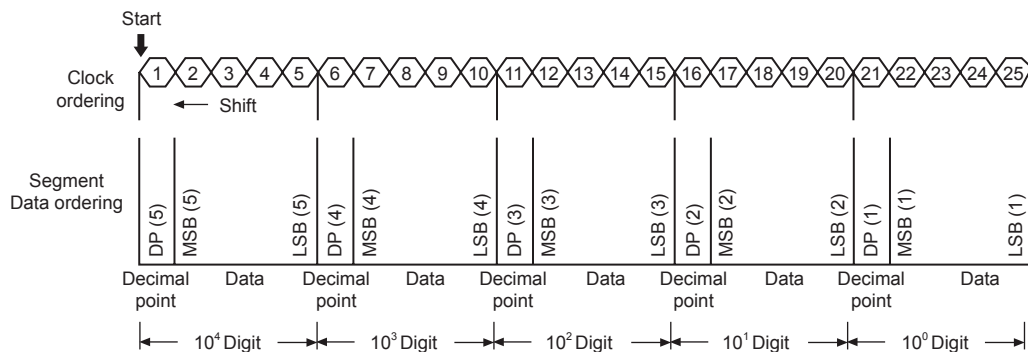 Start
Clock ordering
1 2 3 4 5 6 7 8 9 10 11 12 13 14 15 16 17 18 19 20 21 22 23 24 25
Shift
Segment
Data ordering
DP (5) MSB (5) LSB (5) DP (4) MSB (4) LSB (4) DP (3) MSB (3) LSB (3) DP (2) MSB (2) LSB (2) DP (1) MSB (1) LSB (1)
Decimal point Data Decimal point Data Decimal point Data Decimal point Data Decimal point Data
10⁴ Digit 10³ Digit 10² Digit 10¹ Digit 10⁰ Digit